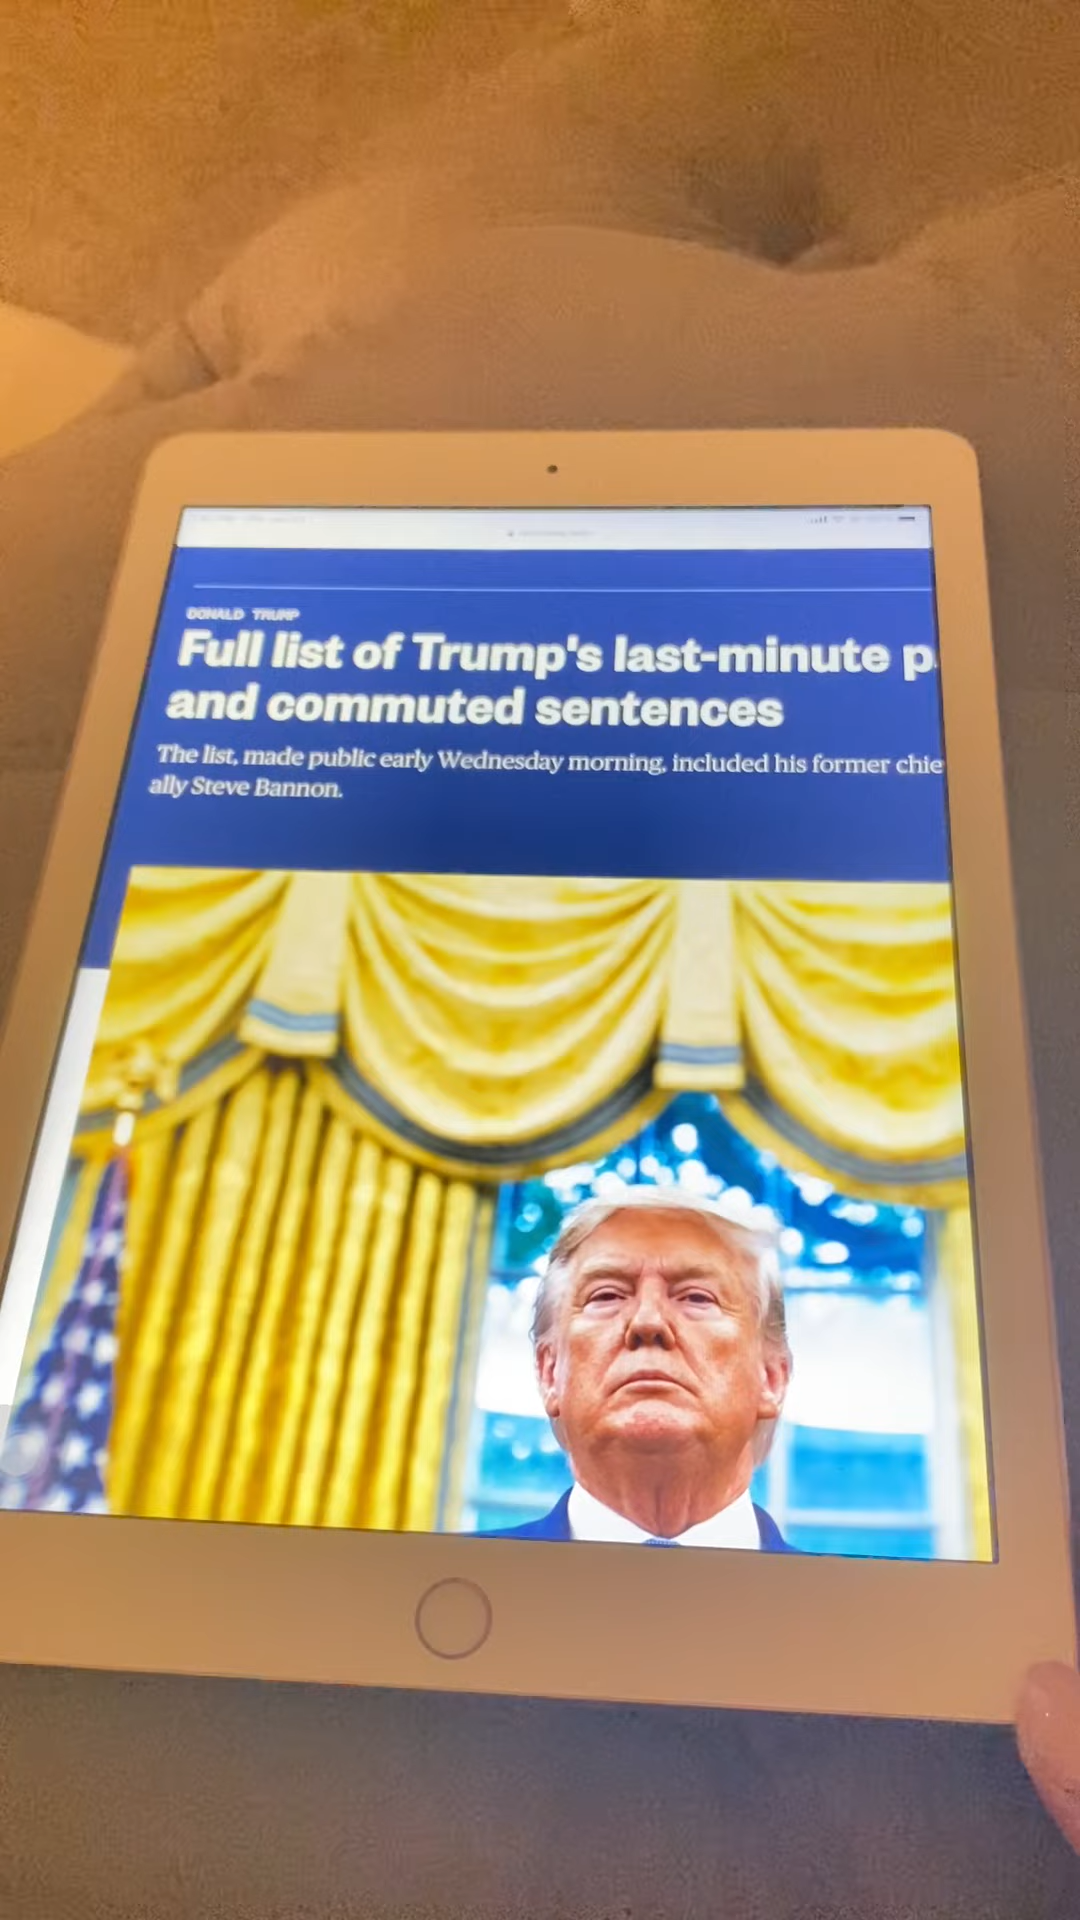 DONALD TRUMP
Full list of Trump's last-minute p
and commuted sentences
The list, made public early Wednesday morning, included his former chie
ally Steve Bannon.